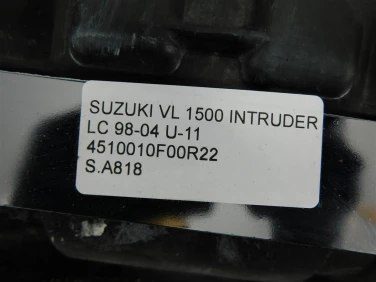 SUZUKI VL 1500 INTRUDER
LC 98-04 U-11
4510010F00R22
S.A818